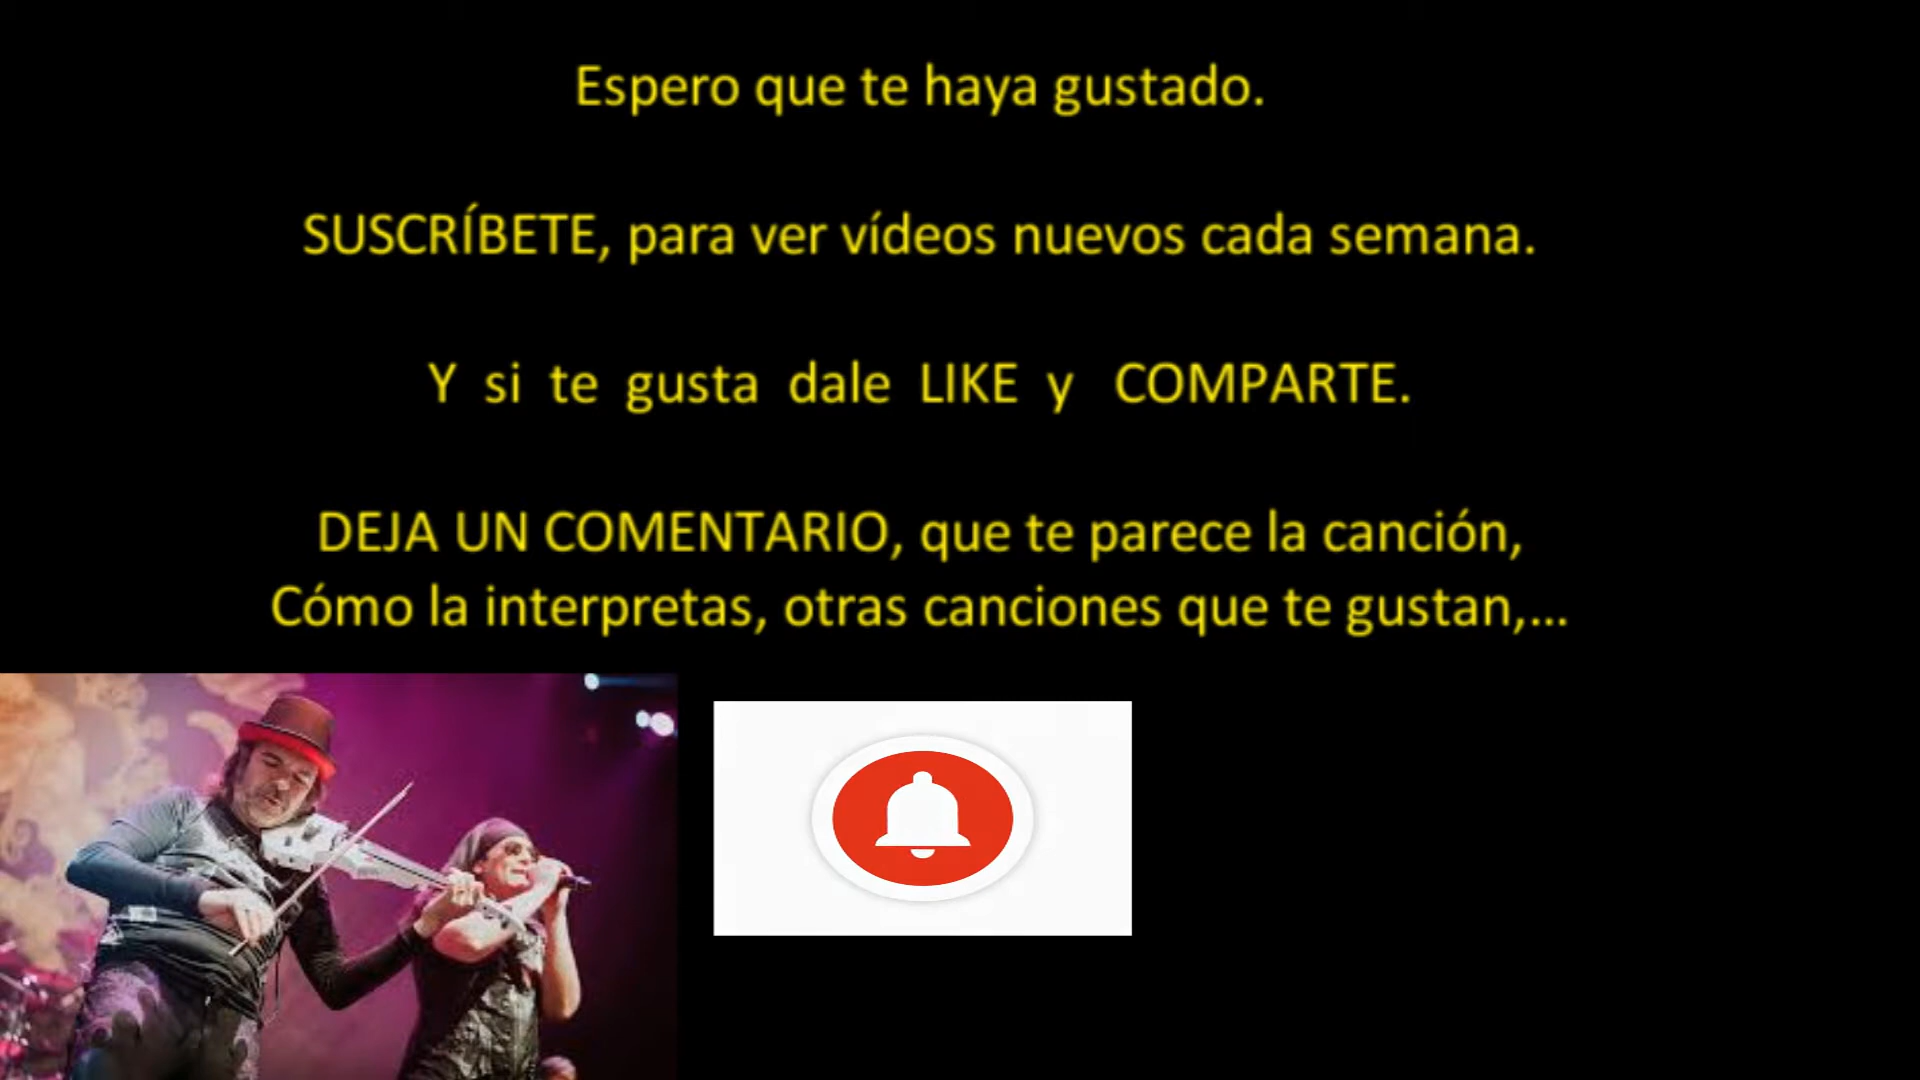 Espero que te haya gustado.
SUSCRÍBETE, para ver vídeos nuevos cada semana.
Y si te gusta dale LIKE y COMPARTE.
DEJA UN COMENTARIO, que te parece la canción,
Cómo la interpretas, otras canciones que te gustan,...